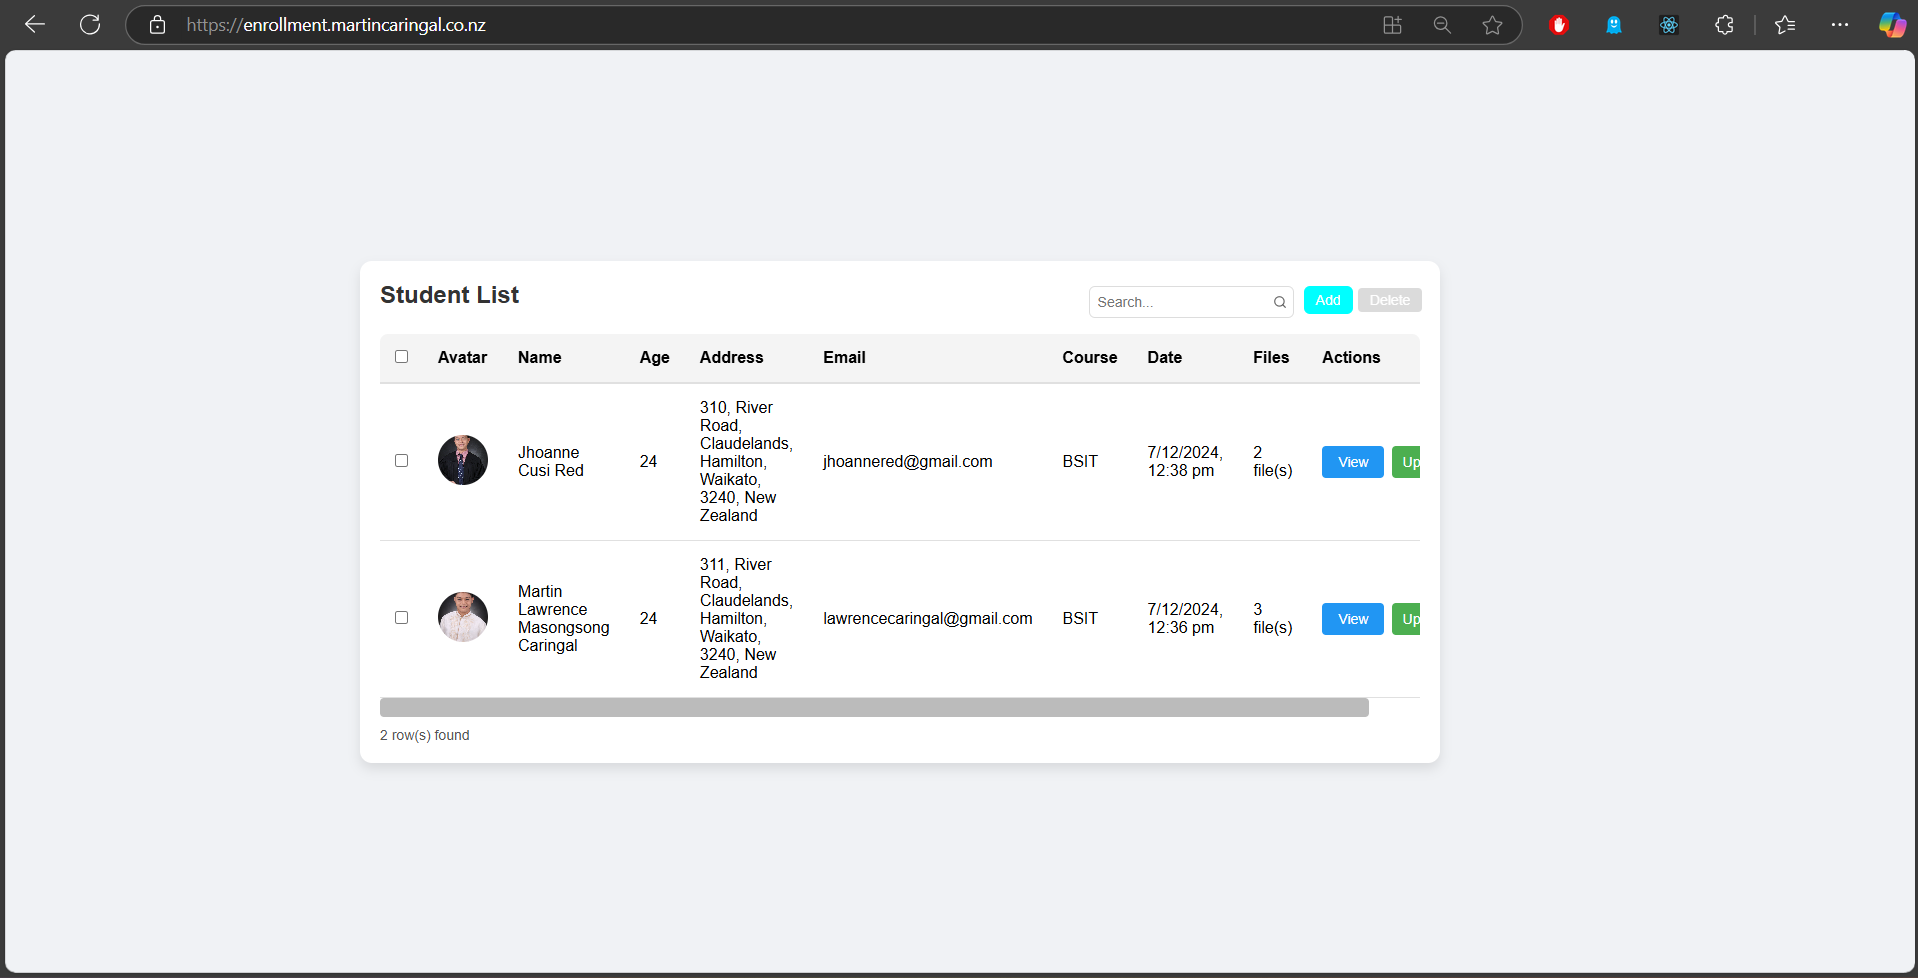 https://enrollment.martincaringal.co.nz
Student List
Search...
Add
Delete
Avatar Name Age Address Email Course Date Files Actions
Jhoanne
Cusi Red
24
310, River
Road,
Claudelands,
Hamilton,
Waikato,
3240, New
Zealand
jhoannered@gmail.com
BSIT
7/12/2024,
12:38 pm
2
file(s)
View
Up
Martin
Lawrence
Masongsong
Caringal
24
311, River
Road,
Claudelands,
Hamilton,
Waikato,
3240, New
Zealand
lawrencecaringal@gmail.com
BSIT
7/12/2024,
12:36 pm
3
file(s)
View
Up
2 row(s) found